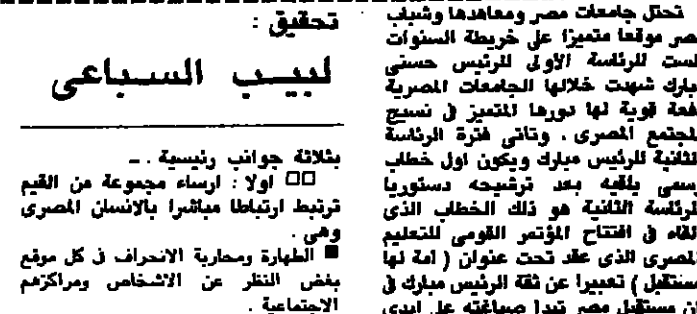 تحتل جامعات مصر ومعاهدها وشباب
مصر موقعا متميزا على خريطة السنوات
الست للرئاسة الأولى للرئيس حسنى
مبارك شهدت خلالها الجامعات المصرية
دفعة قوية لها دورها المتميز فى نسيج
المجتمع المصرى . وتاتى فترة الرئاسة
الثانية للرئيس مبارك ويكون اول خطاب
رسمى يلقيه بعد ترشيحه دستوريا
للرئاسة الثانية هو ذلك الخطاب الذى
القاه فى افتتاح المؤتمر القومى للتعليم
المصرى الذى عقد تحت عنوان ( امة لها
مستقبل ) تعبيرا عن ثقة الرئيس مبارك فى
ان مستقبل مصر تبدا صياغته على ايدى
تحقيق :
لبيب السباعى
بثلاثة جوانب رئيسية . ــ
□□ اولا : ارساء مجموعة من القيم
ترتبط ارتباطا مباشرا بالانسان المصرى
وهى .
■ الطهارة ومحاربة الانحراف فى كل موقع
بغض النظر عن الاشخاص ومراكزهم
الاجتماعية .